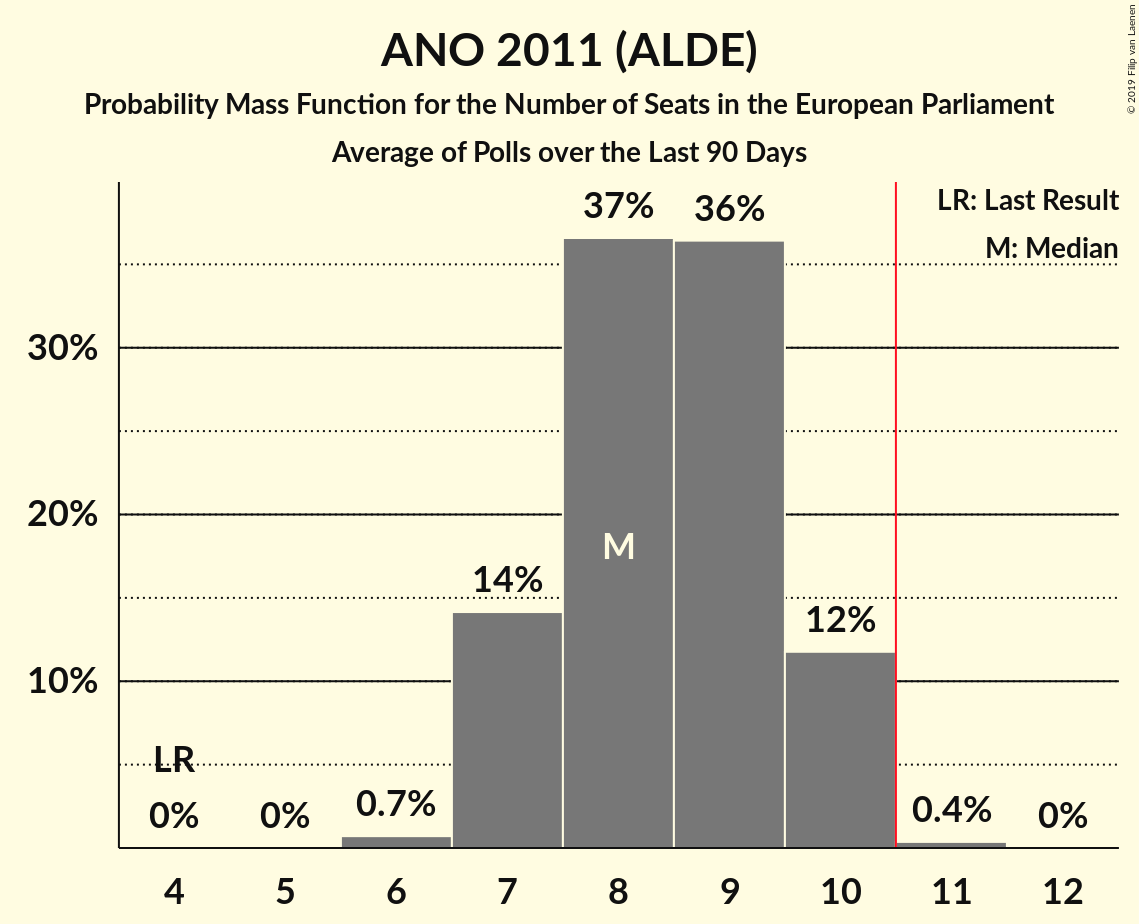 ANO 2011 (ALDE)
Probability Mass Function for the Number of Seats in the European Parliament
Average of Polls over the Last 90 Days
© 2019 Filip van Laenen
LR: Last Result
M: Median
37%
36%
30%
20%
M
14%
12%
10%
LR
0%
0%
0.7%
0.4%
0%
4 5 6 7 8 9 10 11 12